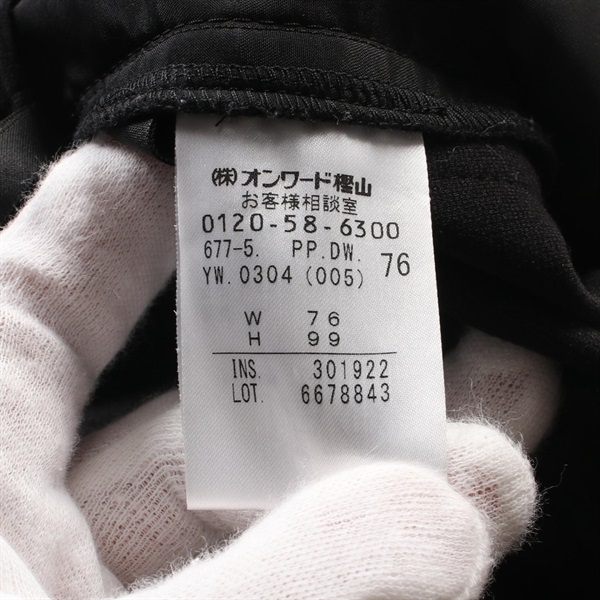 (株)オンワード樫山
お客様相談室
0120-58-6300
677-5. PP.DW. 76
YW.0304 (005)
W 76
H 99
INS. 301922
LOT. 6678843